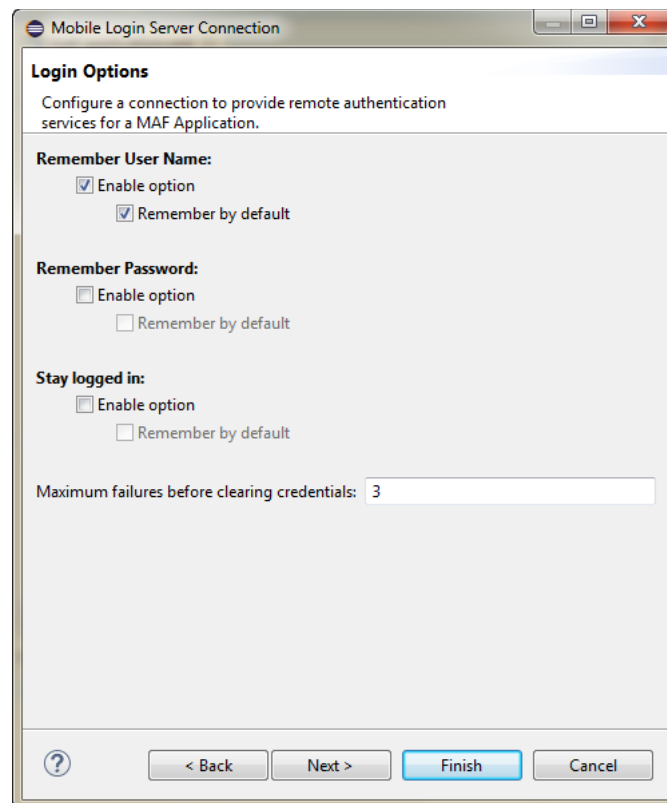 Mobile Login Server Connection
Login Options
Configure a connection to provide remote authentication
services for a MAF Application.
Remember User Name:
Enable option
Remember by default
Remember Password:
Enable option
Remember by default
Stay logged in:
Enable option
Remember by default
Maximum failures before clearing credentials: 3
? < Back Next > Finish Cancel